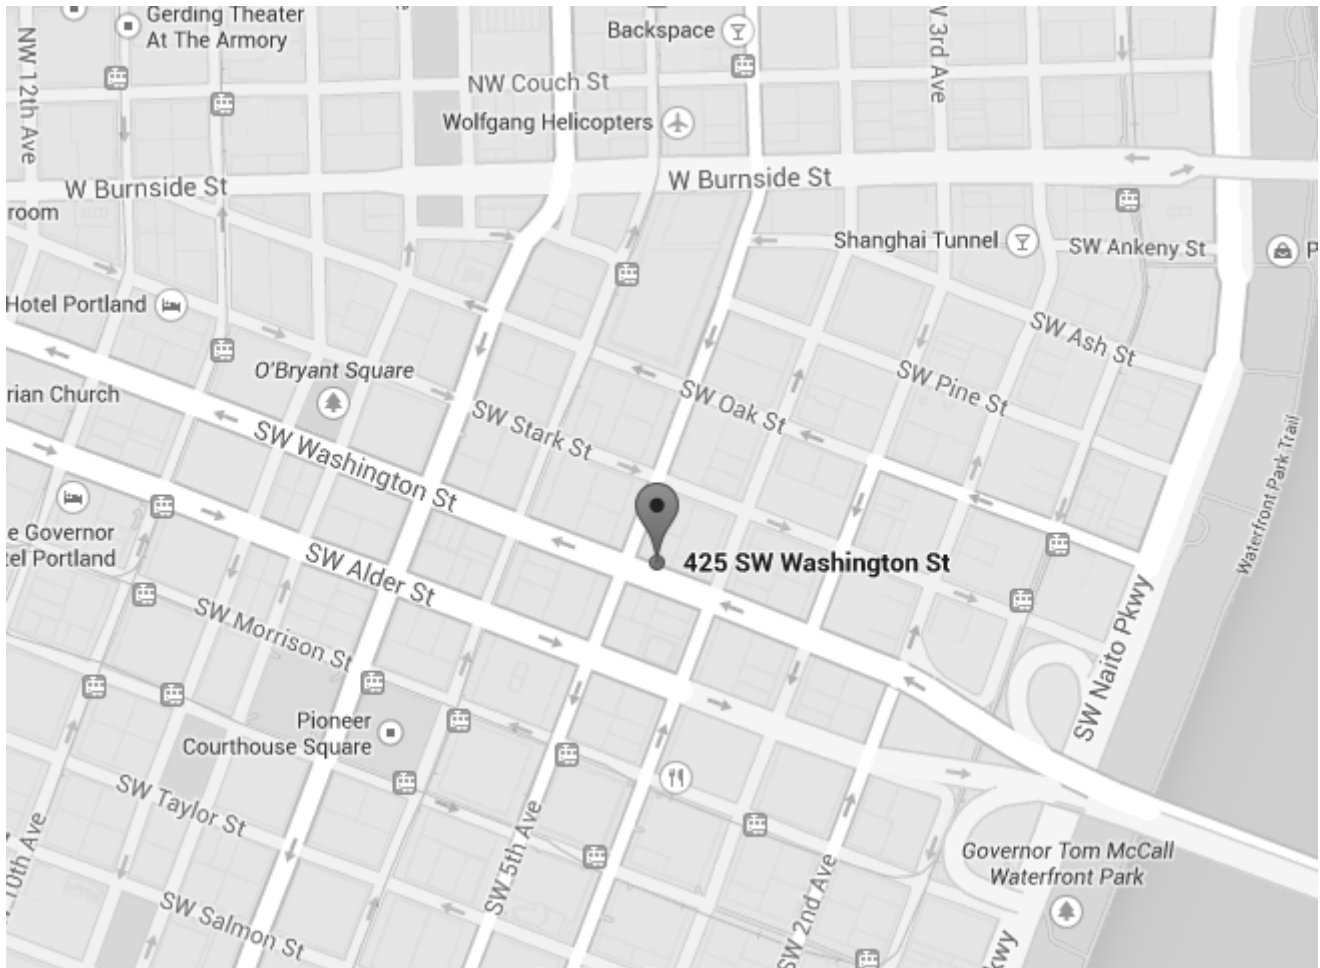 Gerding Theater
At The Armory
Backspace
NW 12th Ave
3rd Ave
NW Couch St
Wolfgang Helicopters
W Burnside St
W Burnside St
room
Shanghai Tunnel
SW Ankeny St
P
Hotel Portland
SW Ash St
O'Bryant Square
SW Pine St
rian Church
SW Oak St
SW Stark St
SW Washington St
Waterfront Park Trail
e Governor
tel Portland
SW Alder St
425 SW Washington St
SW Morrison St
SW Naito Pkwy
Pioneer
Courthouse Square
SW Taylor St
10th Ave
SW 5th Ave
Governor Tom McCall
Waterfront Park
SW 2nd Ave
SW Salmon St
kwy